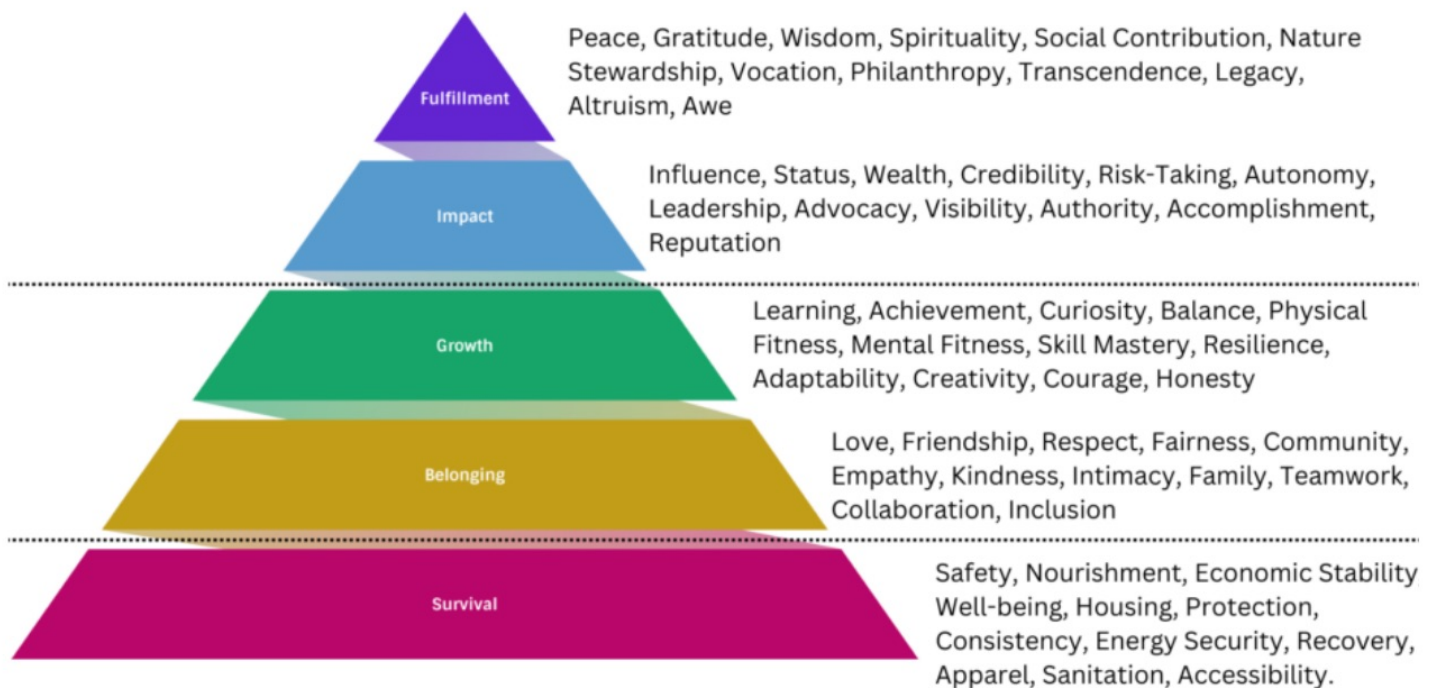 Fulfillment
Peace, Gratitude, Wisdom, Spirituality, Social Contribution, Nature
Stewardship, Vocation, Philanthropy, Transcendence, Legacy,
Altruism, Awe
Impact
Influence, Status, Wealth, Credibility, Risk-Taking, Autonomy,
Leadership, Advocacy, Visibility, Authority, Accomplishment,
Reputation
Growth
Learning, Achievement, Curiosity, Balance, Physical
Fitness, Mental Fitness, Skill Mastery, Resilience,
Adaptability, Creativity, Courage, Honesty
Belonging
Love, Friendship, Respect, Fairness, Community,
Empathy, Kindness, Intimacy, Family, Teamwork,
Collaboration, Inclusion
Survival
Safety, Nourishment, Economic Stability
Well-being, Housing, Protection,
Consistency, Energy Security, Recovery,
Apparel, Sanitation, Accessibility.